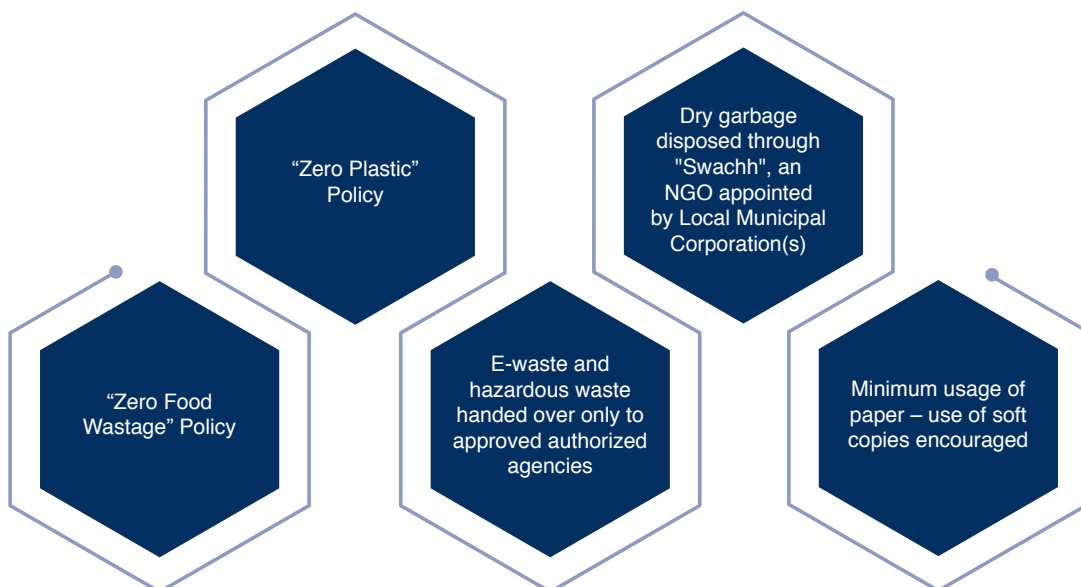 “Zero Plastic”
Policy
Dry garbage
disposed through
"Swachh", an
NGO appointed
by Local Municipal
Corporation(s)
“Zero Food
Wastage” Policy
E-waste and
hazardous waste
handed over only to
approved authorized
agencies
Minimum usage of
paper – use of soft
copies encouraged